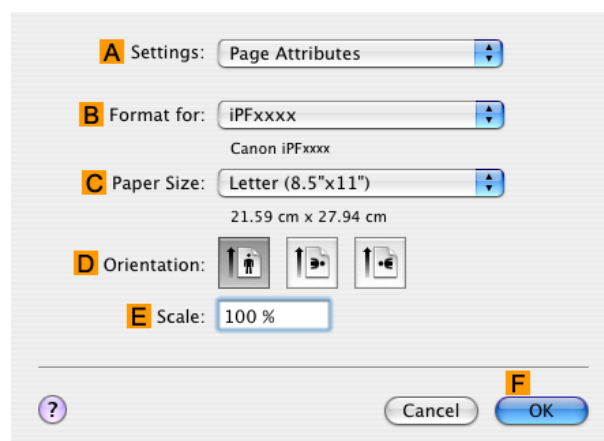 A Settings: Page Attributes
B Format for: iPFxxxx
Canon iPFxxxx
C Paper Size: Letter (8.5"x11")
21.59 cm x 27.94 cm
D Orientation:
E Scale: 100 %
F
? Cancel OK